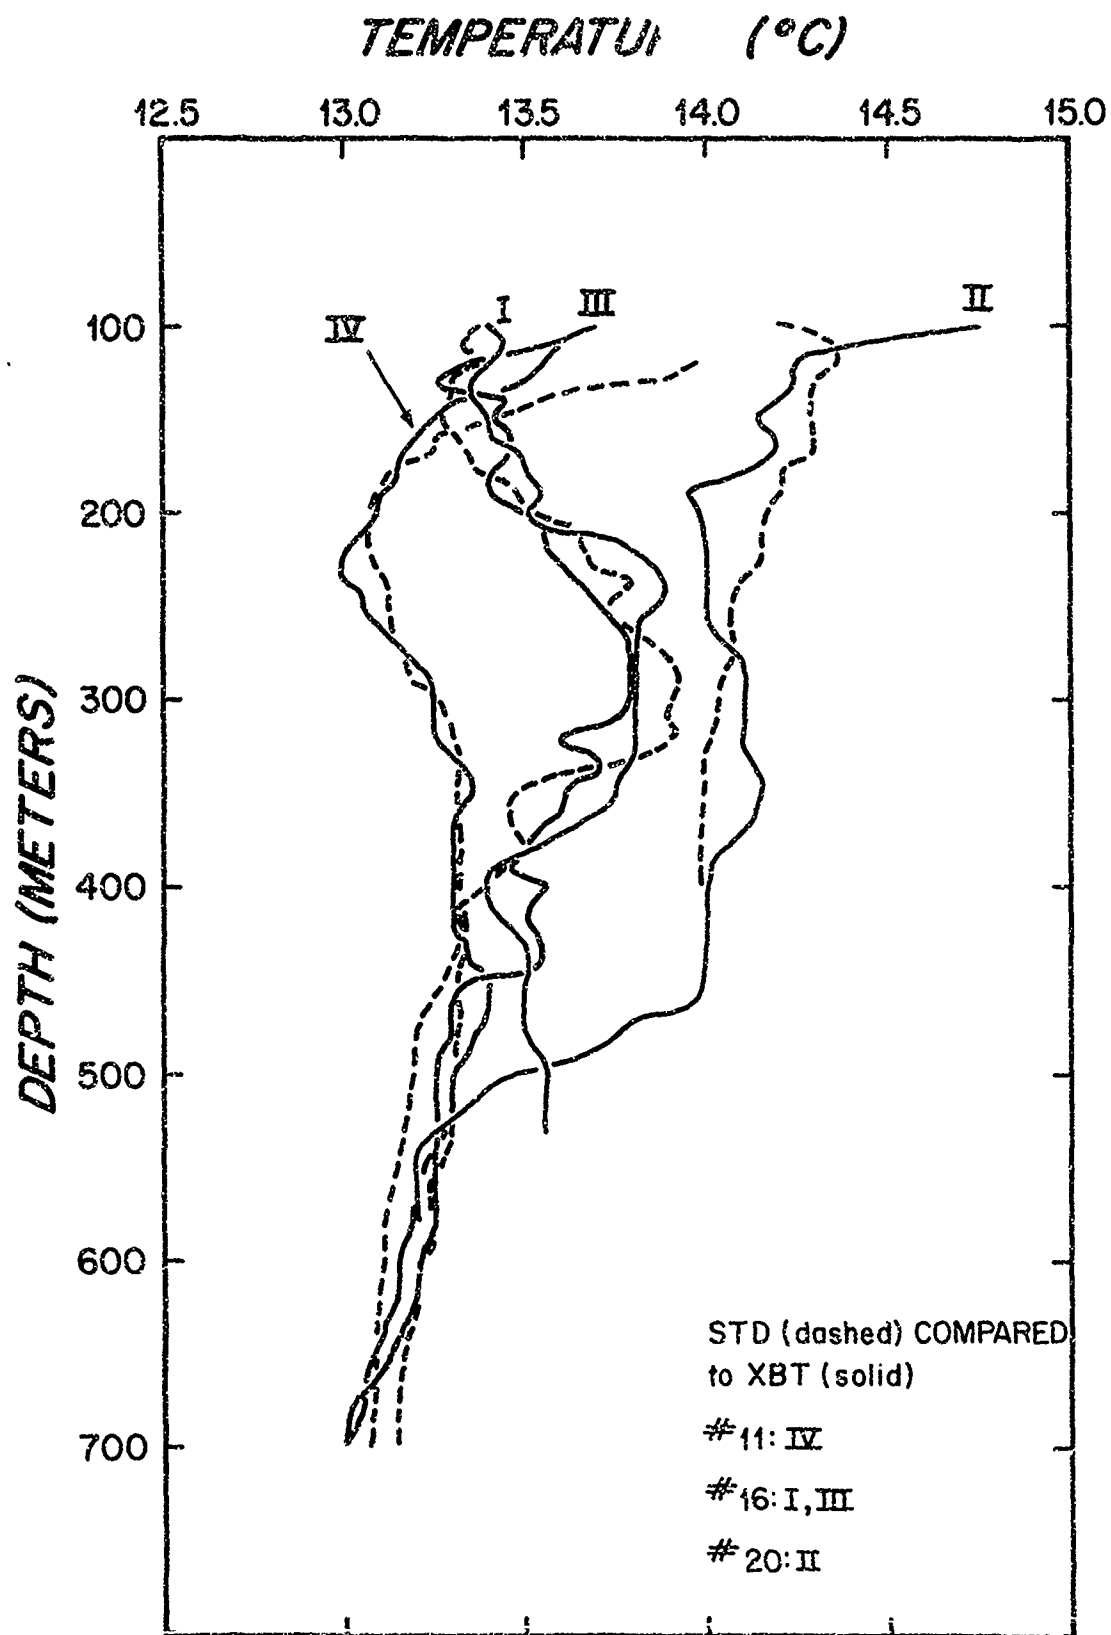 TEMPERATU (°C)
12.5 13.0 13.5 14.0 14.5 15.0
I III II
IV
100
200
300
400
500
600
700
DEPTH (METERS)
STD (dashed) COMPARED
to XBT (solid)
#11: IV
#16: I, III
#20: II